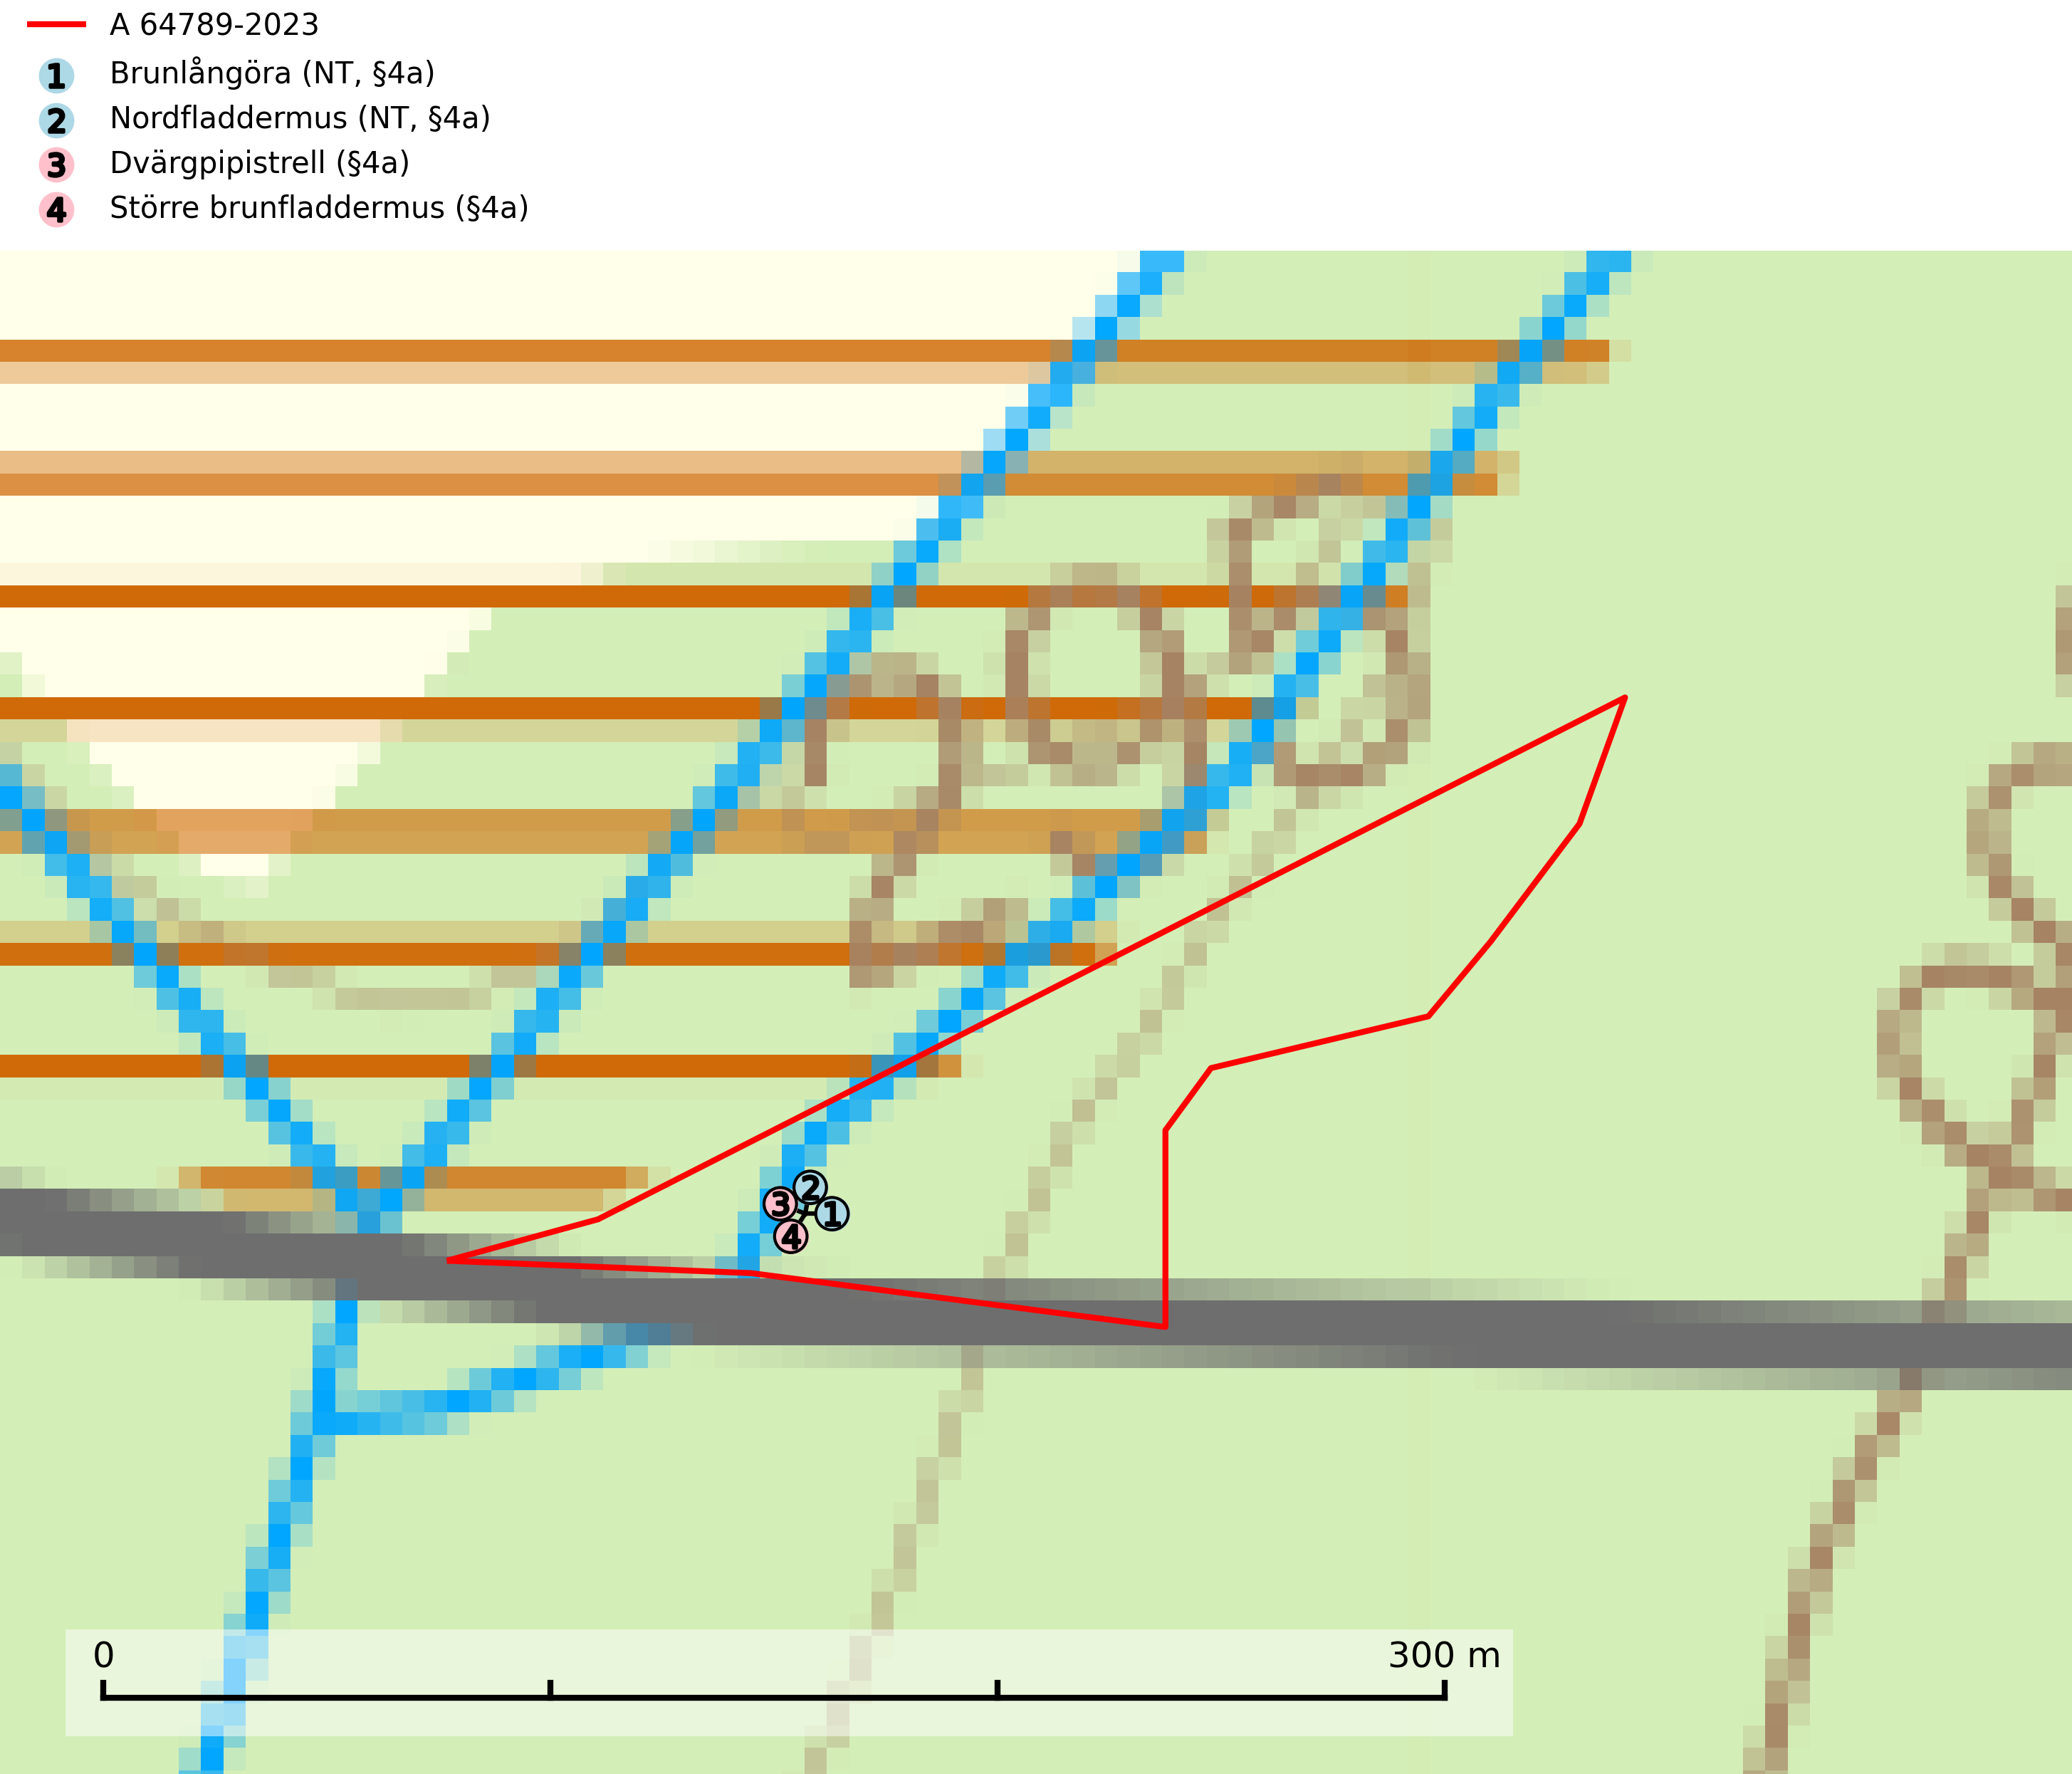 A 64789-2023
1 Brunlångöra (NT, §4a)
2 Nordfladdermus (NT, §4a)
3 Dvärgpipistrell (§4a)
4 Större brunfladdermus (§4a)
2
3
1
4
0 300 m